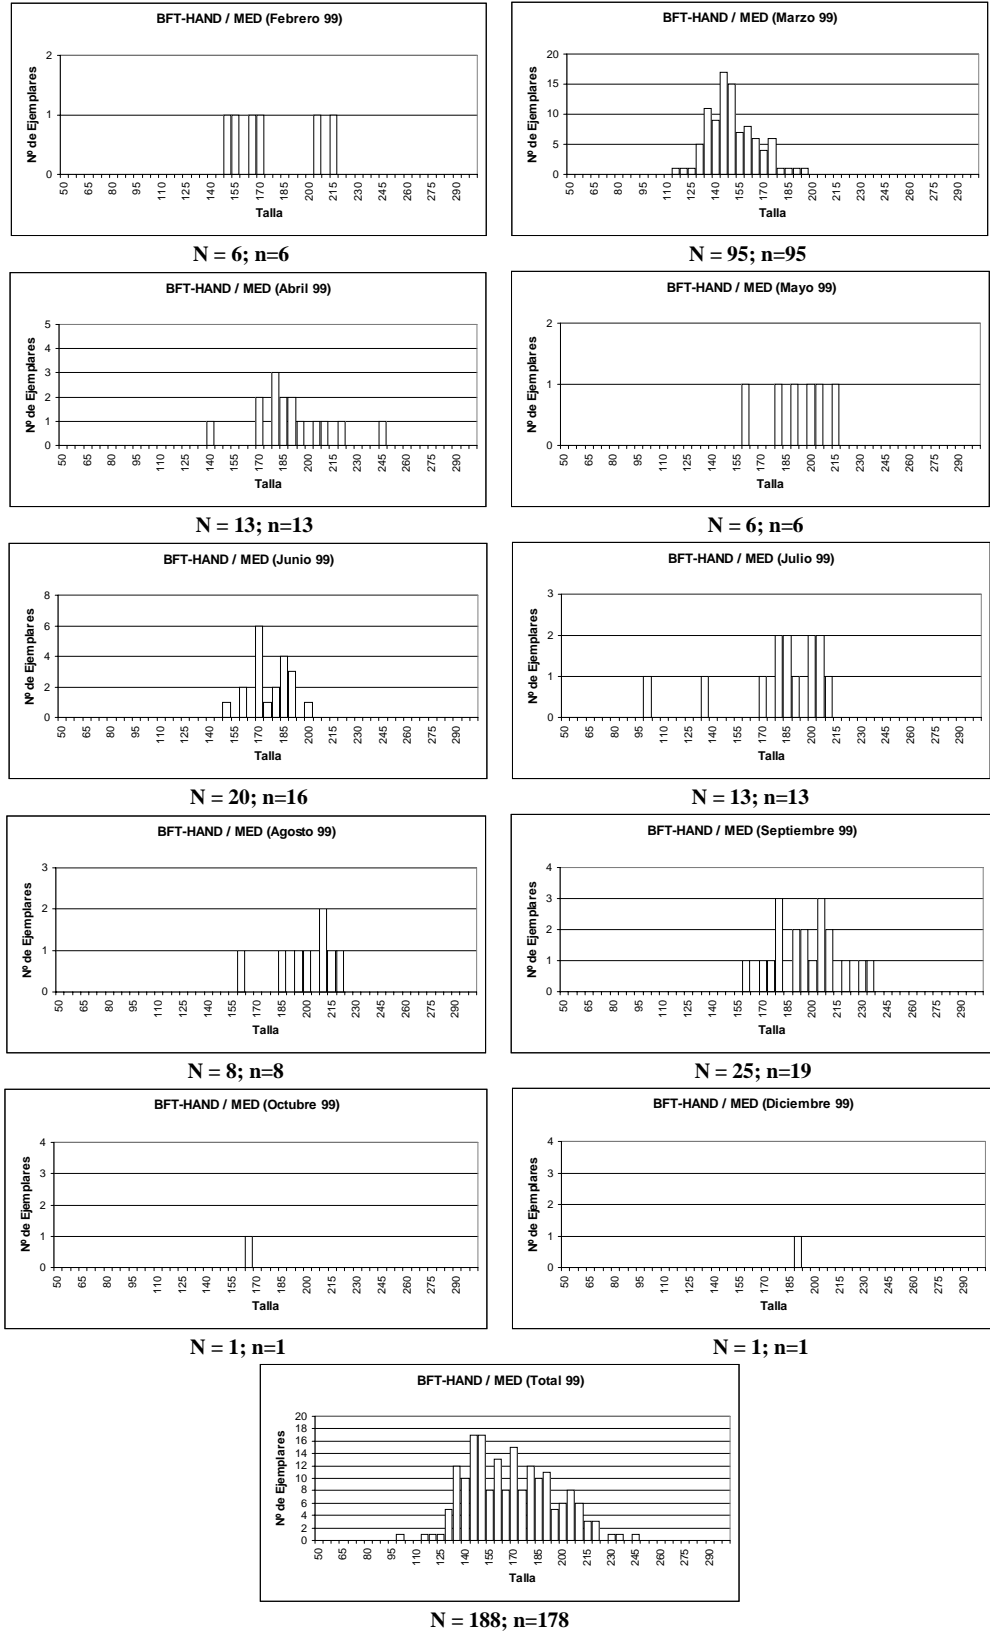 BFT-HAND / MED (Febrero 99)
Nº de Ejemplares
2
1
0
50 65 80 95 110 125 140 155 170 185 200 215 230 245 260 275 290
Talla
N = 6; n=6
BFT-HAND / MED (Marzo 99)
Nº de Ejemplares
20
15
10
5
0
50 65 80 95 110 125 140 155 170 185 200 215 230 245 260 275 290
Talla
N = 95; n=95
BFT-HAND / MED (Abril 99)
Nº de Ejemplares
5
4
3
2
1
0
50 65 80 95 110 125 140 155 170 185 200 215 230 245 260 275 290
Talla
N = 13; n=13
BFT-HAND / MED (Mayo 99)
Nº de Ejemplares
2
1
0
50 65 80 95 110 125 140 155 170 185 200 215 230 245 260 275 290
Talla
N = 6; n=6
BFT-HAND / MED (Junio 99)
Nº de Ejemplares
8
6
4
2
0
50 65 80 95 110 125 140 155 170 185 200 215 230 245 260 275 290
Talla
N = 20; n=16
BFT-HAND / MED (Julio 99)
Nº de Ejemplares
3
2
1
0
50 65 80 95 110 125 140 155 170 185 200 215 230 245 260 275 290
Talla
N = 13; n=13
BFT-HAND / MED (Agosto 99)
Nº de Ejemplares
3
2
1
0
50 65 80 95 110 125 140 155 170 185 200 215 230 245 260 275 290
Talla
N = 8; n=8
BFT-HAND / MED (Septiembre 99)
Nº de Ejemplares
4
3
2
1
0
50 65 80 95 110 125 140 155 170 185 200 215 230 245 260 275 290
Talla
N = 25; n=19
BFT-HAND / MED (Octubre 99)
Nº de Ejemplares
4
3
2
1
0
50 65 80 95 110 125 140 155 170 185 200 215 230 245 260 275 290
Talla
N = 1; n=1
BFT-HAND / MED (Diciembre 99)
Nº de Ejemplares
4
3
2
1
0
50 65 80 95 110 125 140 155 170 185 200 215 230 245 260 275 290
Talla
N = 1; n=1
BFT-HAND / MED (Total 99)
Nº de Ejemplares
20
18
16
14
12
10
8
6
4
2
0
50 65 80 95 110 125 140 155 170 185 200 215 230 245 260 275 290
Talla
N = 188; n=178